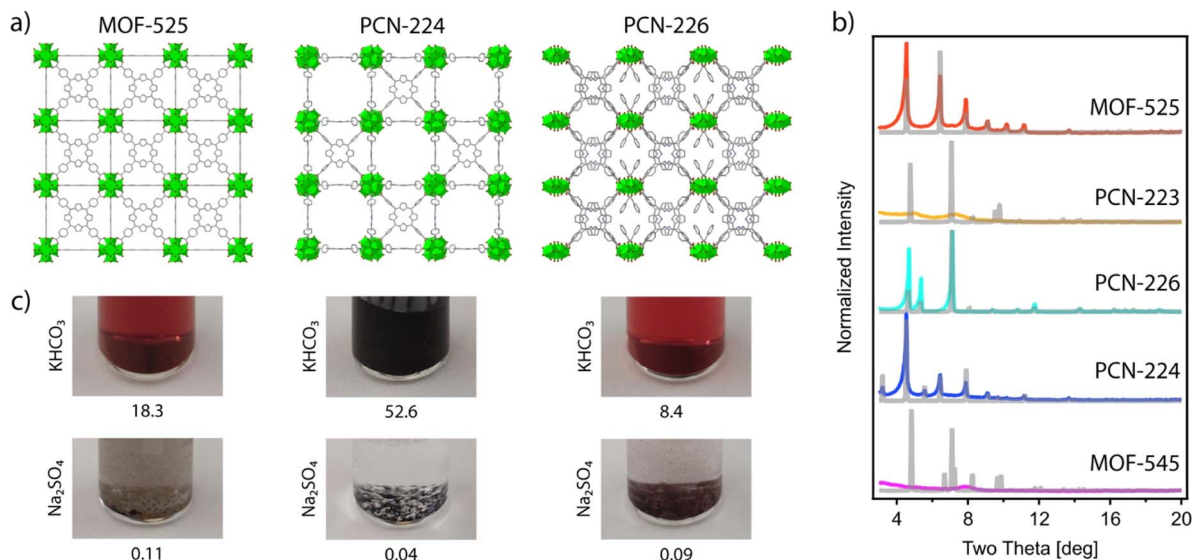 a)
MOF-525
PCN-224
PCN-226
b)
MOF-525
PCN-223
PCN-226
PCN-224
MOF-545
Normalized Intensity
4
8
12
16
20
Two Theta [deg]
c)
KHCO₃
18.3
52.6
KHCO₃
8.4
Na₂SO₄
0.11
0.04
Na₂SO₄
0.09